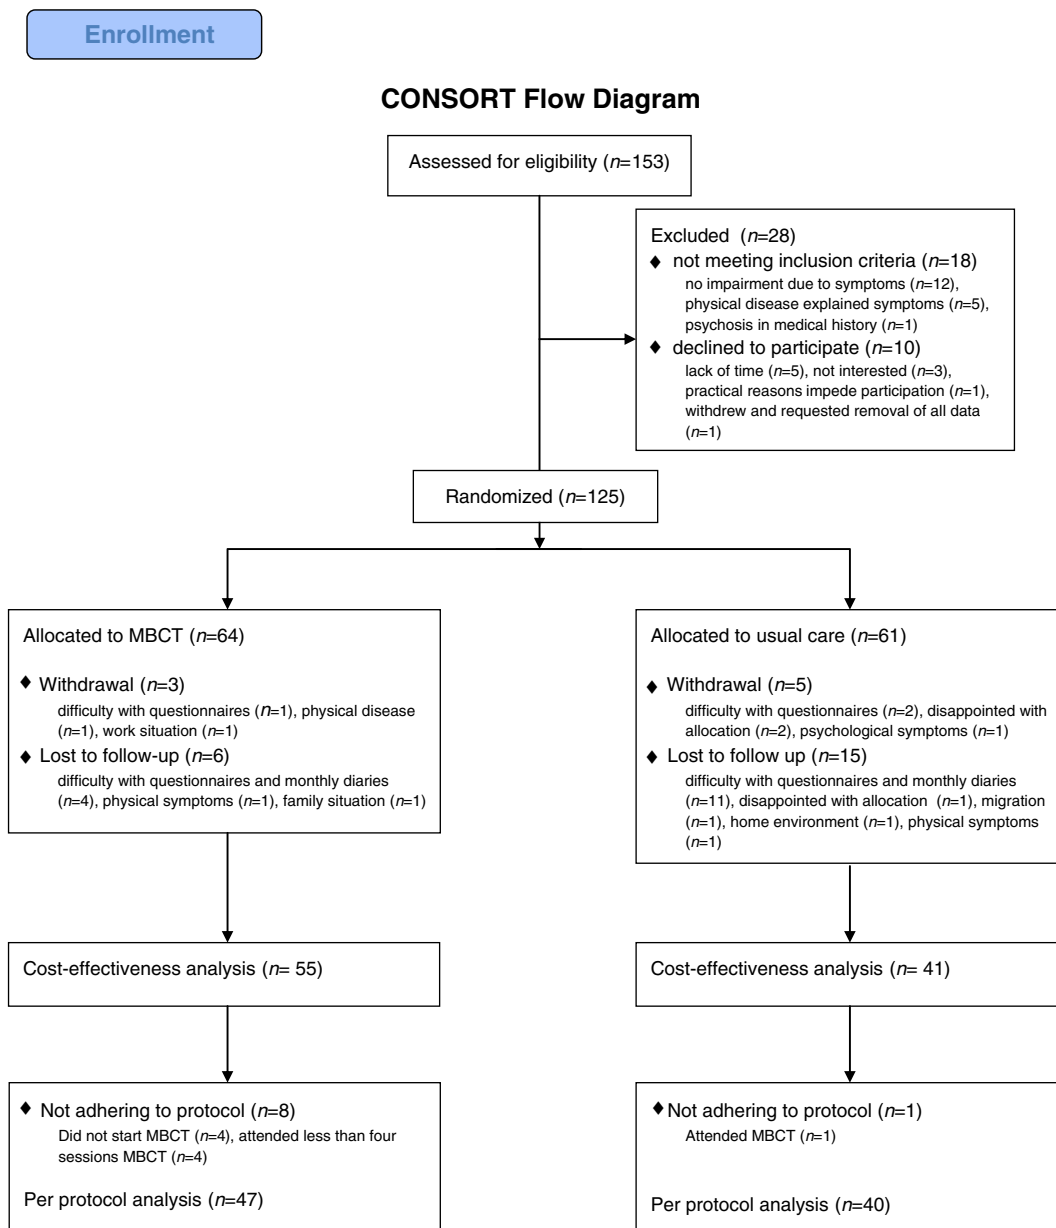 Enrollment
CONSORT Flow Diagram
Assessed for eligibility (n=153)
Excluded (n=28)
♦ not meeting inclusion criteria (n=18)
no impairment due to symptoms (n=12),
physical disease explained symptoms (n=5),
psychosis in medical history (n=1)
♦ declined to participate (n=10)
lack of time (n=5), not interested (n=3),
practical reasons impede participation (n=1),
withdrew and requested removal of all data
(n=1)
Randomized (n=125)
Allocated to MBCT (n=64)
♦ Withdrawal (n=3)
difficulty with questionnaires (n=1), physical disease
(n=1), work situation (n=1)
♦ Lost to follow-up (n=6)
difficulty with questionnaires and monthly diaries
(n=4), physical symptoms (n=1), family situation (n=1)
Allocated to usual care (n=61)
♦ Withdrawal (n=5)
difficulty with questionnaires (n=2), disappointed with
allocation (n=2), psychological symptoms (n=1)
♦ Lost to follow up (n=15)
difficulty with questionnaires and monthly diaries
(n=11), disappointed with allocation (n=1), migration
(n=1), home environment (n=1), physical symptoms
(n=1)
Cost-effectiveness analysis (n= 55)
Cost-effectiveness analysis (n= 41)
♦ Not adhering to protocol (n=8)
Did not start MBCT (n=4), attended less than four
sessions MBCT (n=4)
Per protocol analysis (n=47)
♦ Not adhering to protocol (n=1)
Attended MBCT (n=1)
Per protocol analysis (n=40)